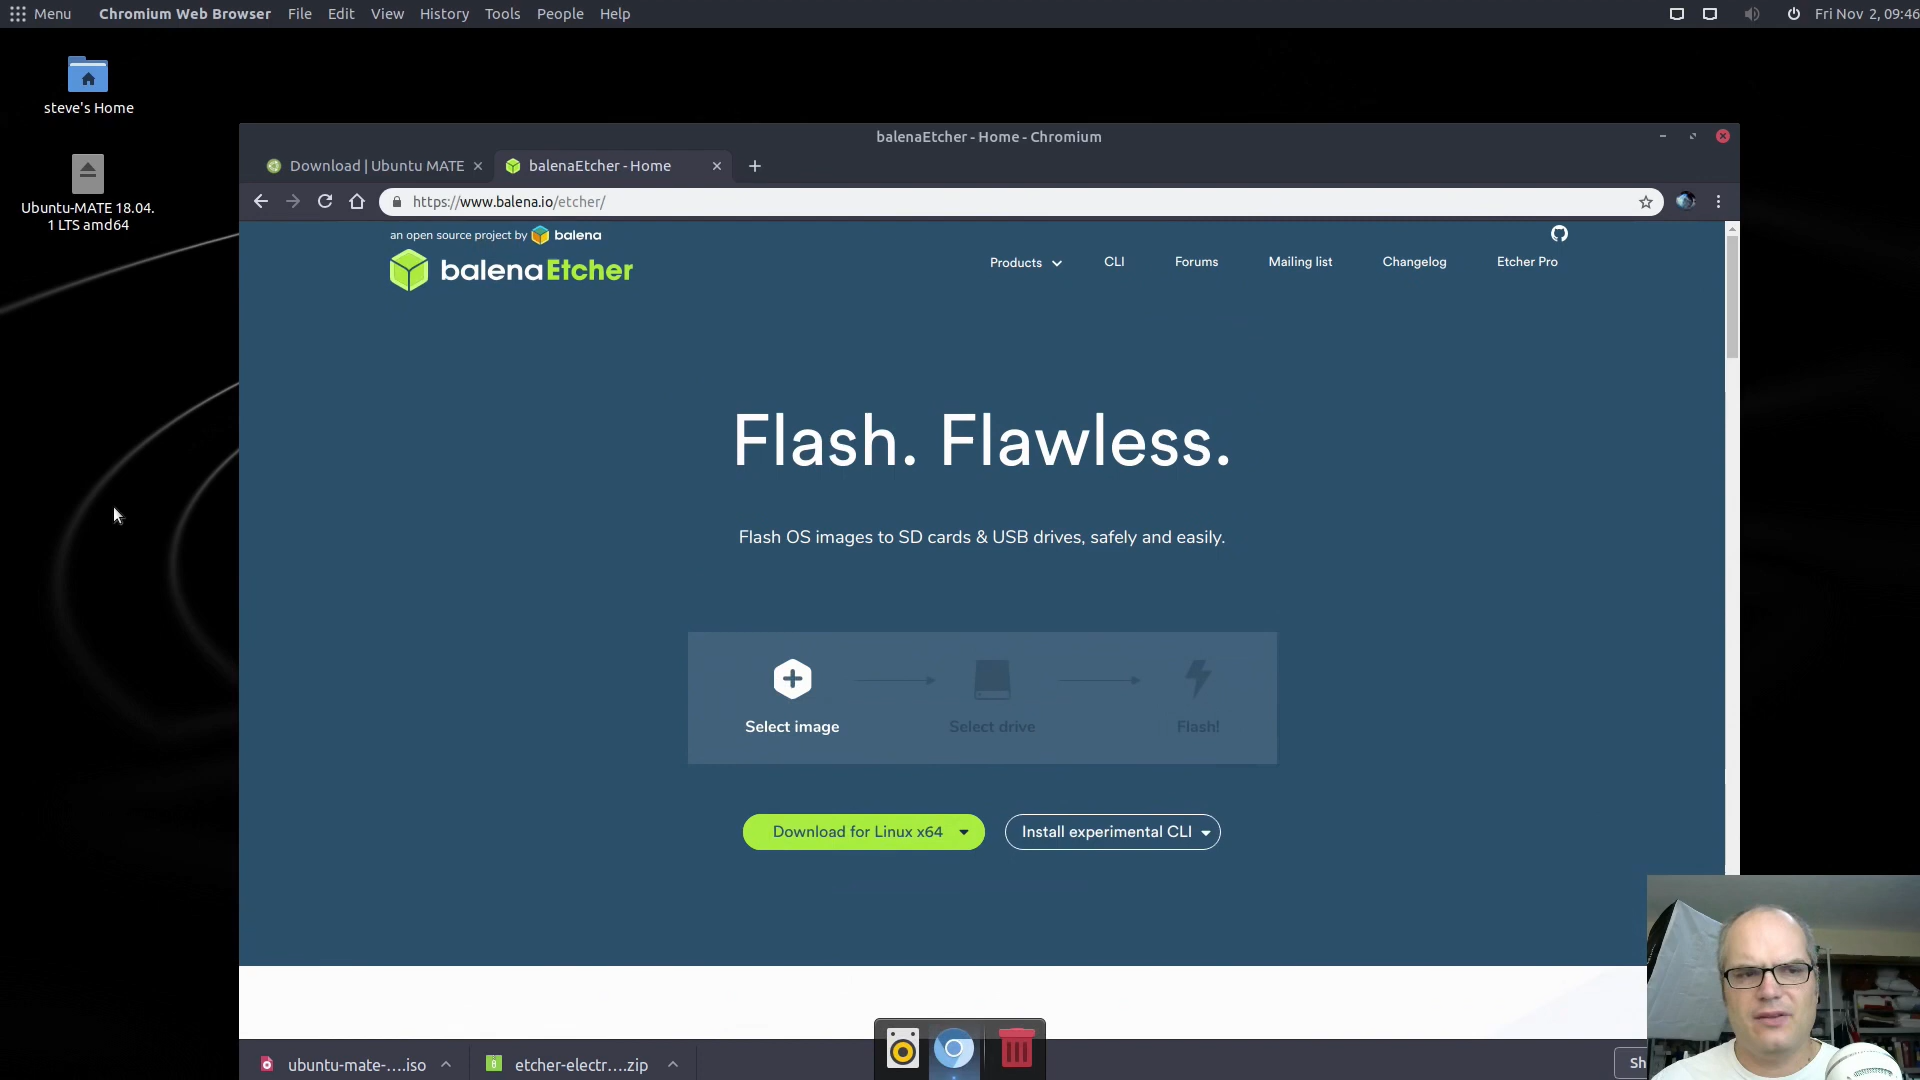 Menu Chromium Web Browser File Edit View History Tools People Help Fri Nov 2, 09:46
steve's Home
Ubuntu-MATE 18.04.
1 LTS amd64
balenaEtcher - Home - Chromium
Download | Ubuntu MATE balenaEtcher - Home
https://www.balena.io/etcher/
an open source project by balena
balenaEtcher
Products CLI Forums Mailing list Changelog Etcher Pro
Flash. Flawless.
Flash OS images to SD cards & USB drives, safely and easily.
Select image Select drive Flash!
Download for Linux x64 Install experimental CLI
ubuntu-mate-....iso etcher-electr....zip Sh